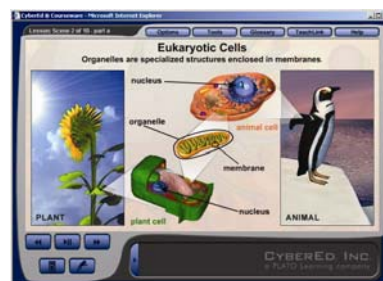 CyberEd @ Courseware - Microsoft Internet Explorer
Lesson: Scene 2 of 10 - part a
Options
Tools
Glossary
TeachLink
Help
Eukaryotic Cells
Organelles are specialized structures enclosed in membranes.
nucleus
animal cell
organelle
membrane
plant cell
nucleus
PLANT
ANIMAL
CYBERED, INC.
a PLATO Learning company